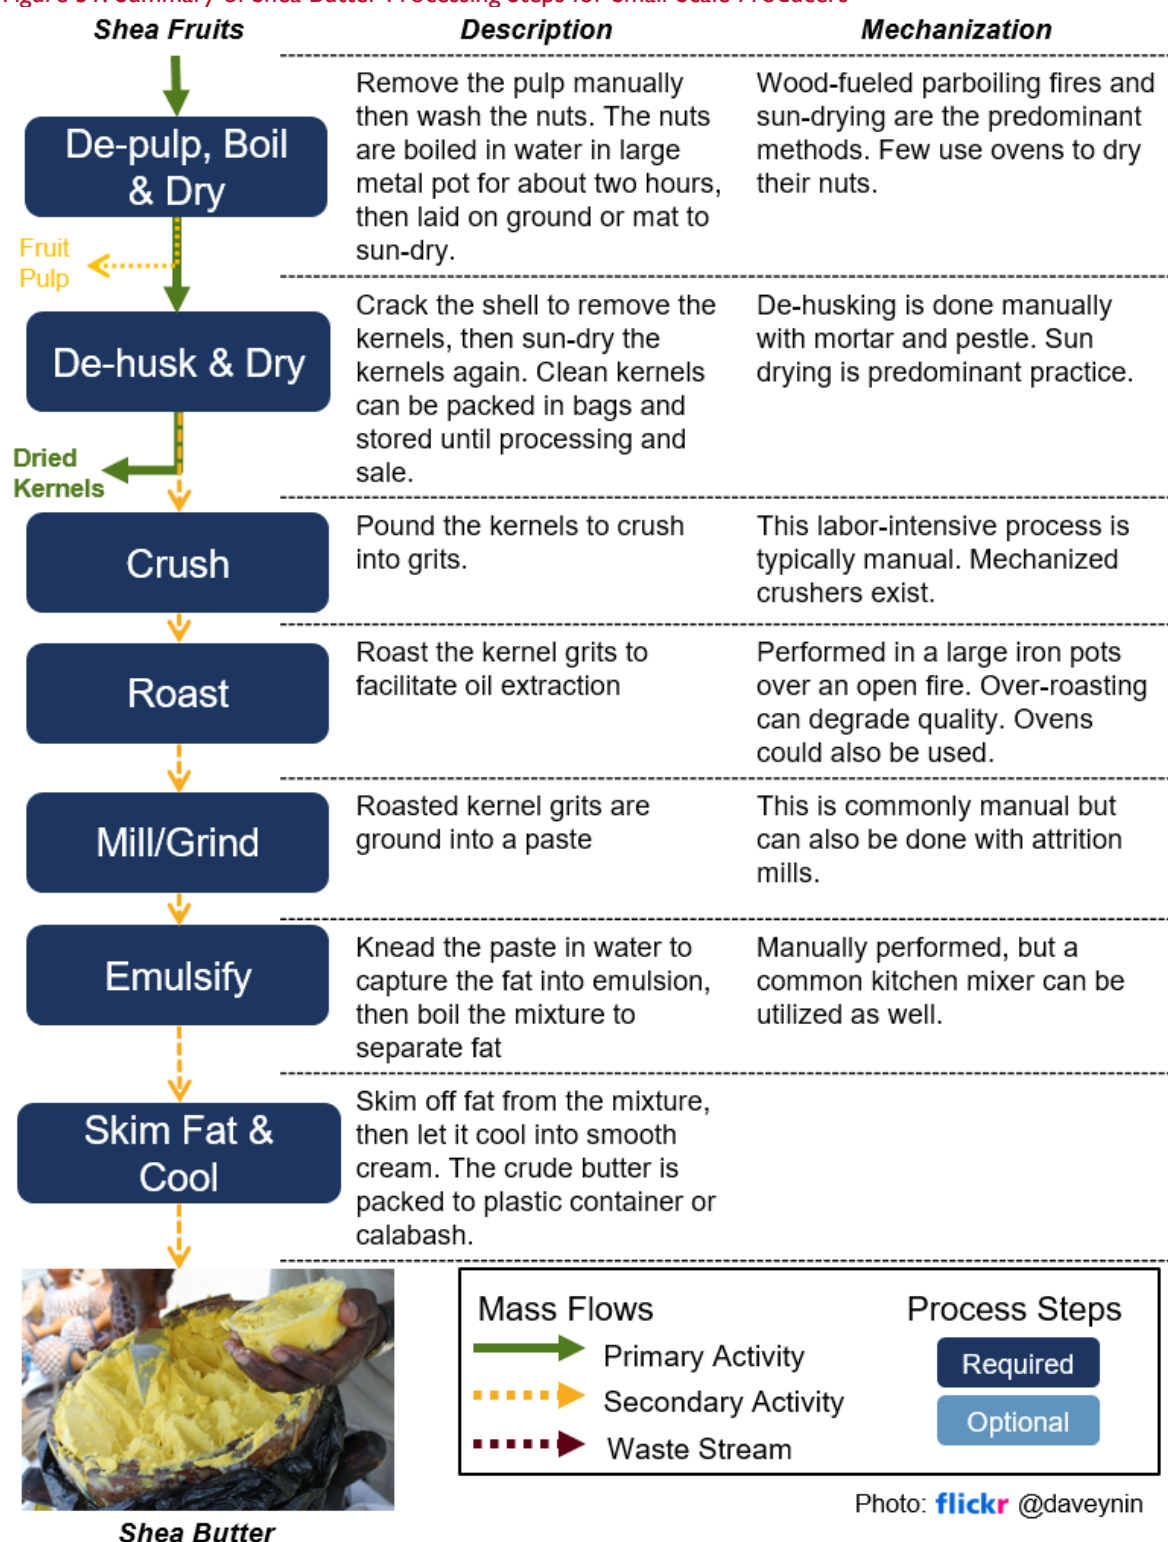 Figure 31. Summary of Shea Butter Processing Steps for Small Scale Producers
Shea Fruits
Description
Mechanization
De-pulp, Boil
& Dry
Remove the pulp manually
then wash the nuts. The nuts
are boiled in water in large
metal pot for about two hours,
then laid on ground or mat to
sun-dry.
Wood-fueled parboiling fires and
sun-drying are the predominant
methods. Few use ovens to dry
their nuts.
Fruit
Pulp
De-husk & Dry
Crack the shell to remove the
kernels, then sun-dry the
kernels again. Clean kernels
can be packed in bags and
stored until processing and
sale.
De-husking is done manually
with mortar and pestle. Sun
drying is predominant practice.
Dried
Kernels
Crush
Pound the kernels to crush
into grits.
This labor-intensive process is
typically manual. Mechanized
crushers exist.
Roast
Roast the kernel grits to
facilitate oil extraction
Performed in a large iron pots
over an open fire. Over-roasting
can degrade quality. Ovens
could also be used.
Mill/Grind
Roasted kernel grits are
ground into a paste
This is commonly manual but
can also be done with attrition
mills.
Emulsify
Knead the paste in water to
capture the fat into emulsion,
then boil the mixture to
separate fat
Manually performed, but a
common kitchen mixer can be
utilized as well.
Skim Fat &
Cool
Skim off fat from the mixture,
then let it cool into smooth
cream. The crude butter is
packed to plastic container or
calabash.
Shea Butter
Mass Flows
Primary Activity
Secondary Activity
Waste Stream
Process Steps
Required
Optional
Photo: flickr @daveynin